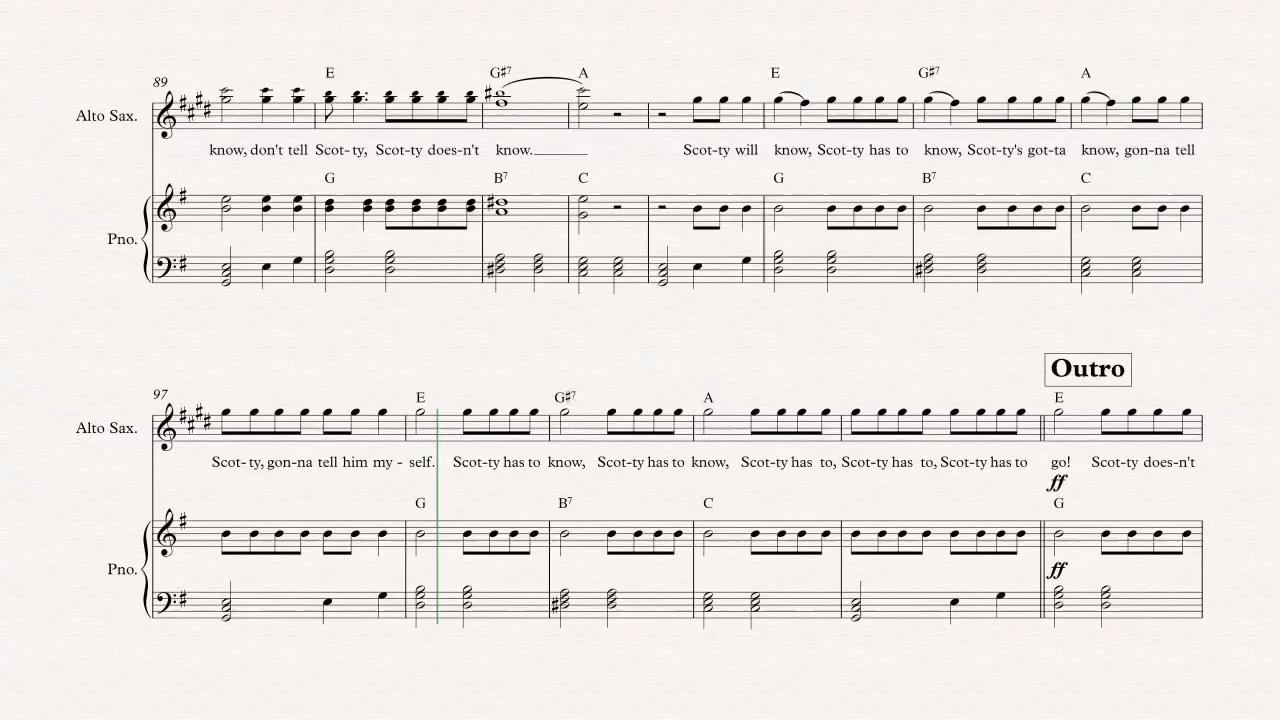 89
E G♯7 A E G♯7 A
Alto Sax.
know, don't tell Scot-ty, Scot-ty does-n't know. Scot-ty will know, Scot-ty has to know, Scot-ty's got-ta know, gon-na tell
G B7 C G B7 C
Pno.
Outro
97
E G♯7 A E
Alto Sax.
Scot-ty, gon-na tell him my - self. Scot-ty has to know, Scot-ty has to know, Scot-ty has to, Scot-ty has to, Scot-ty has to go! Scot-ty does-n't
ff
G B7 C G
Pno.
ff